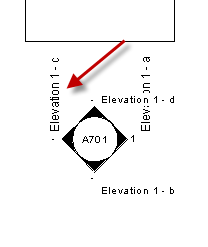 Elevation 1 - c
Elevation 1 - a
Elevation 1 - d
A701
1
Elevation 1 - b